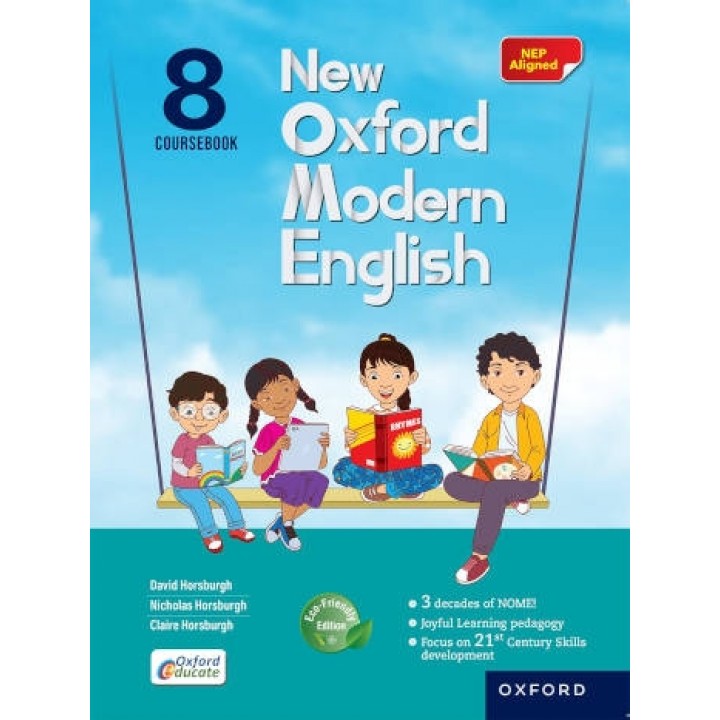 8
COURSEBOOK
New
Oxford
Modern
English
NEP
Aligned
RHYMES
David Horsburgh
Nicholas Horsburgh
Claire Horsburgh
Eco-Friendly
Edition
• 3 decades of NOME!
• Joyful Learning pedagogy
• Focus on 21st Century Skills
development
Oxford
educate
OXFORD